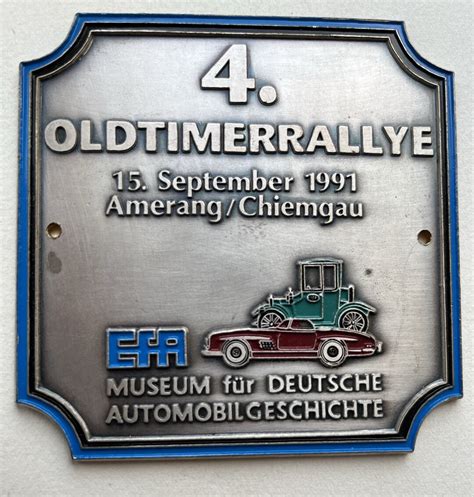 4.
OLDTIMERRALLYE
15. September 1991
Amerang/Chiemgau
EfA
MUSEUM für DEUTSCHE
AUTOMOBILGESCHICHTE